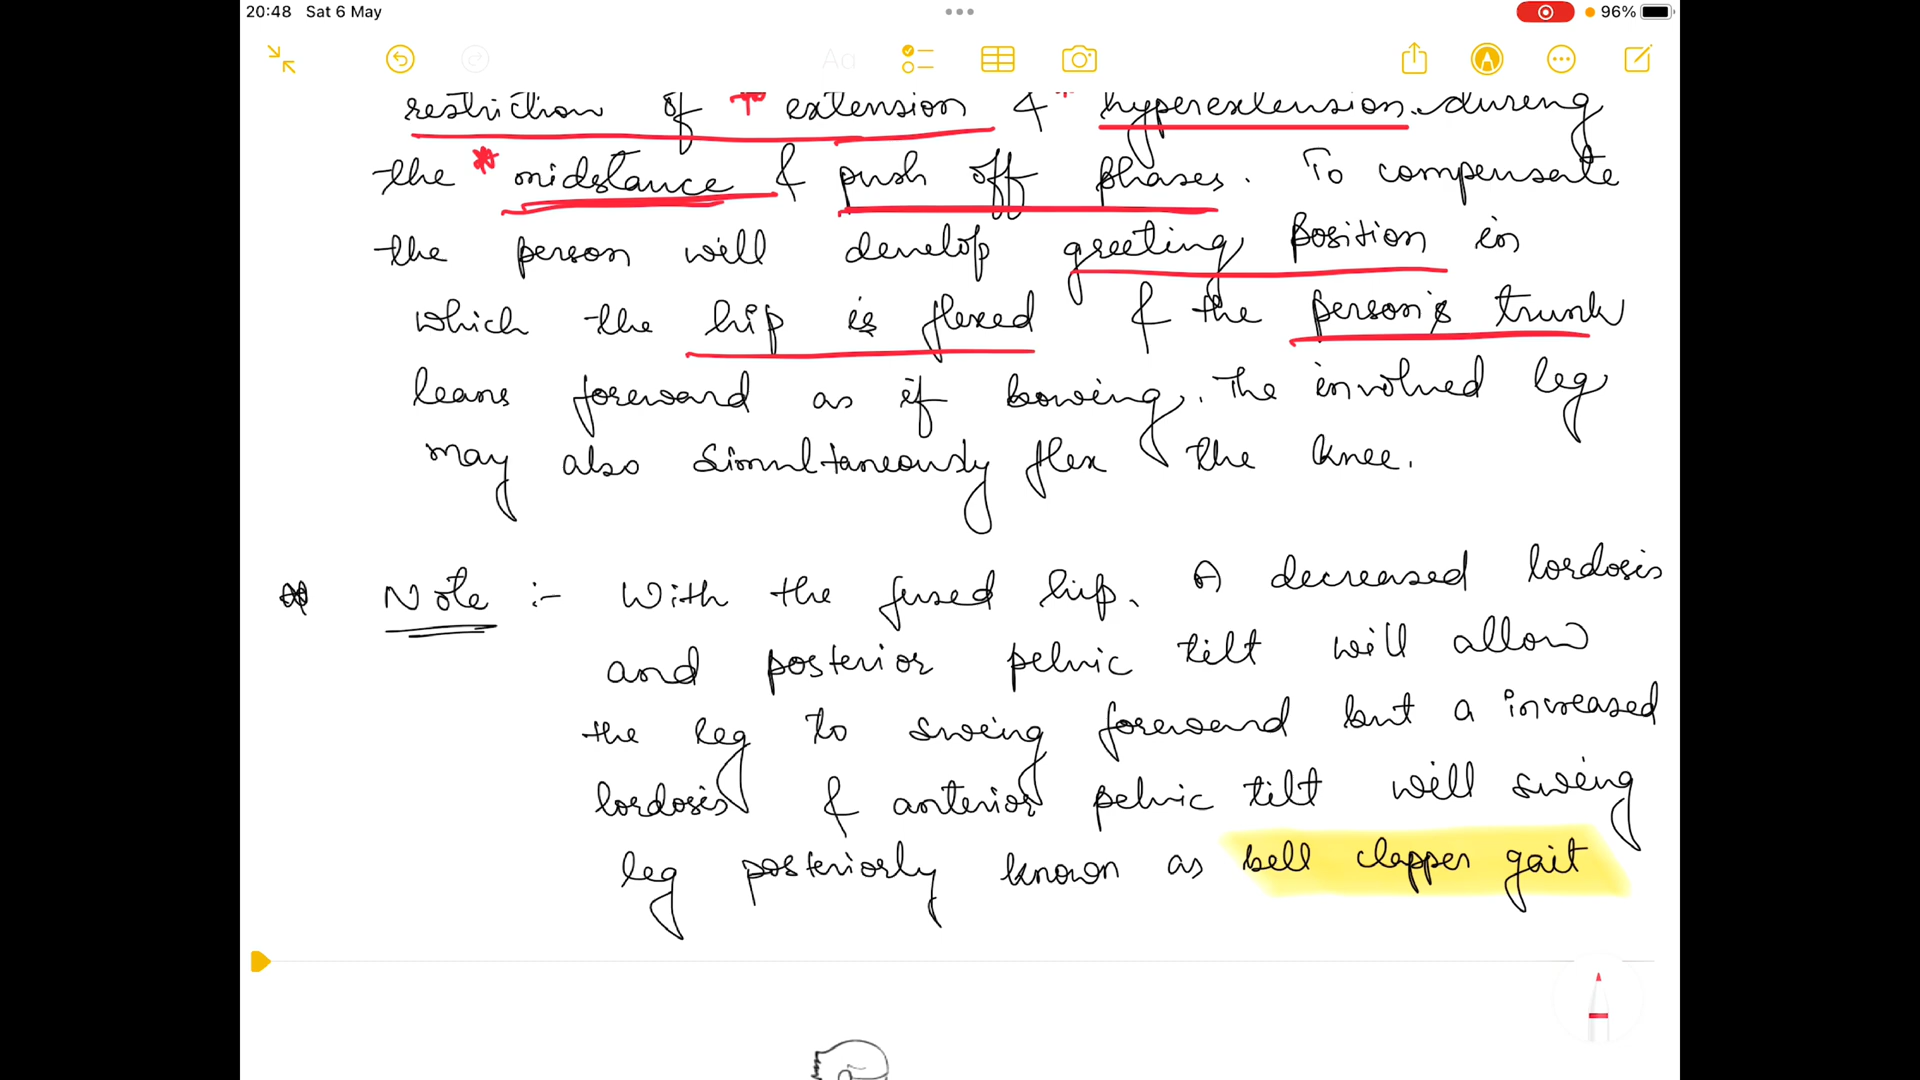 20:48 Sat 6 May
96%
Aa
restriction of extension & hyperextension during
the * midstance & push off phases. To compensate
the person will develop greeting position in
which the hip is flexed & the person's trunk
leans foreword as if bowing. The involved leg
may also simultaneously flex the knee.
Note :- With the fused hip. A decreased lordosis
and posterior pelvic tilt will allow
the leg to swing foreword but a increased
lordosis & anterior pelvic tilt will swing
leg posteriorly known as bell clapper gait